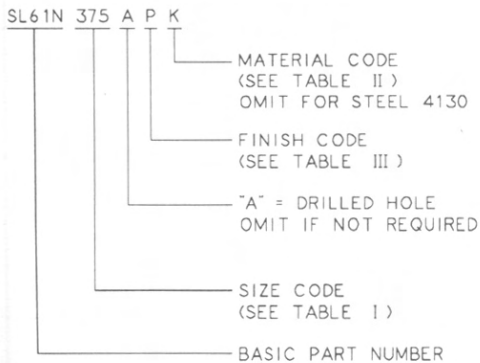 SL61N 375 A P K
MATERIAL CODE
(SEE TABLE II)
OMIT FOR STEEL 4130
FINISH CODE
(SEE TABLE III)
"A" = DRILLED HOLE
OMIT IF NOT REQUIRED
SIZE CODE
(SEE TABLE I)
BASIC PART NUMBER